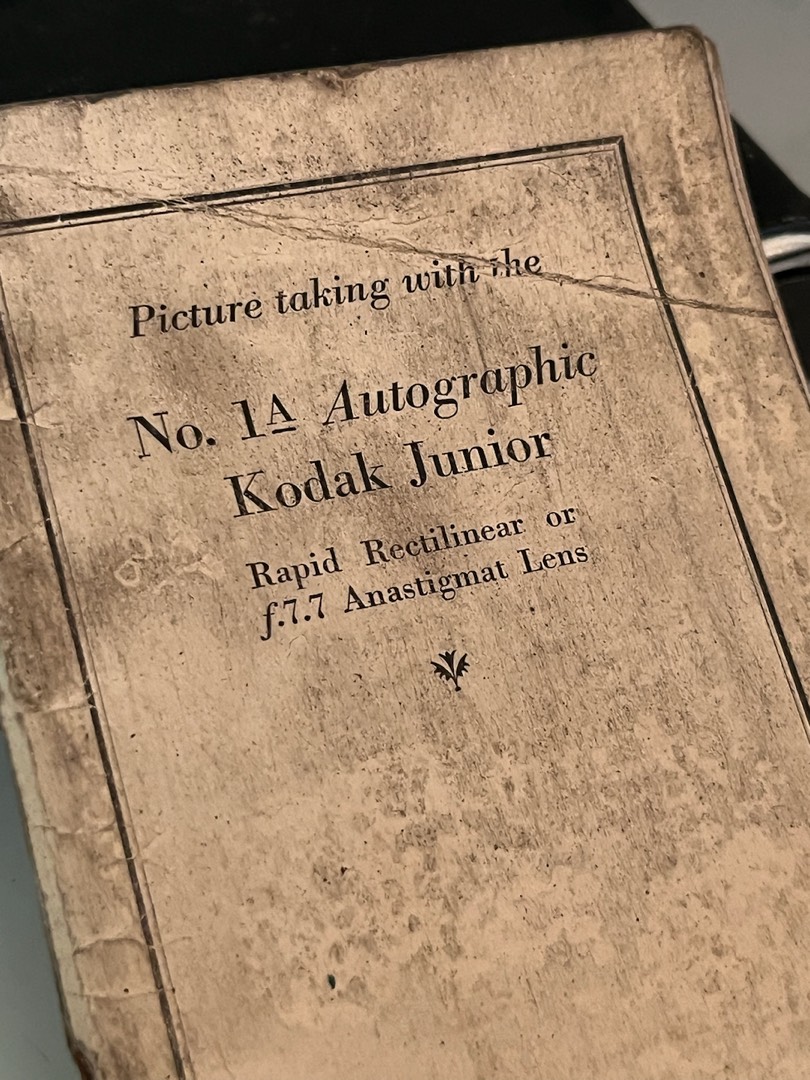 Picture taking with the
No. 1A Autographic
Kodak Junior
Rapid Rectilinear or
f.7.7 Anastigmat Lens